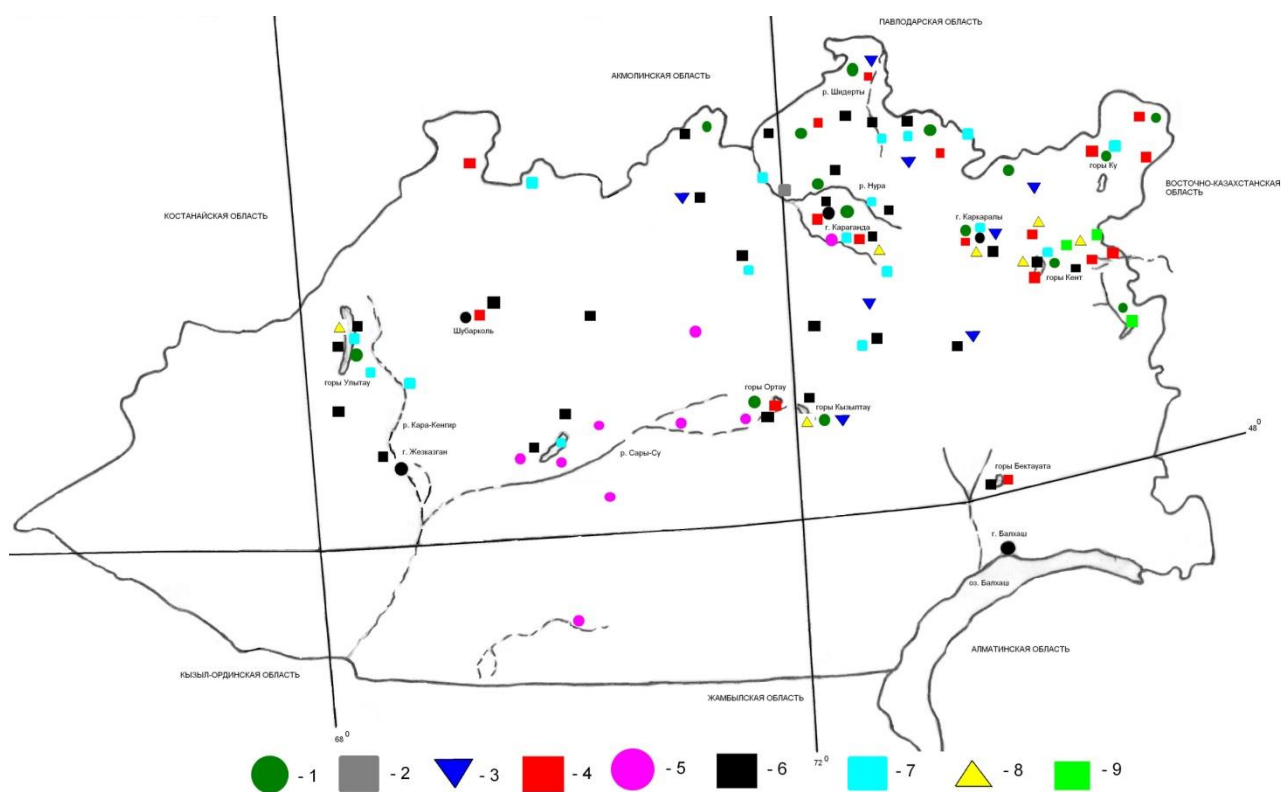 ПАВЛОДАРСКАЯ ОБЛАСТЬ
АКМОЛИНСКАЯ ОБЛАСТЬ
р. Шидерты
горы Ку
ВОСТОЧНО-КАЗАХСТАНСКАЯ
ОБЛАСТЬ
р. Нура
КОСТАНАЙСКАЯ ОБЛАСТЬ
г. Каркаралы
г. Караганда
горы Кент
Шубарколь
горы Улытау
горы Ортау
горы Кызыптау
р. Кара-Кенгир
48⁰
г. Жезказган
р. Сары-Су
горы Бектауата
г. Балхаш
оз. Балхаш
АЛМАТИНСКАЯ ОБЛАСТЬ
КЫЗЫЛ-ОРДИНСКАЯ ОБЛАСТЬ
ЖАМБЫЛСКАЯ ОБЛАСТЬ
68⁰
72⁰
- 1 - 2 - 3 - 4 - 5 - 6 - 7 - 8 - 9